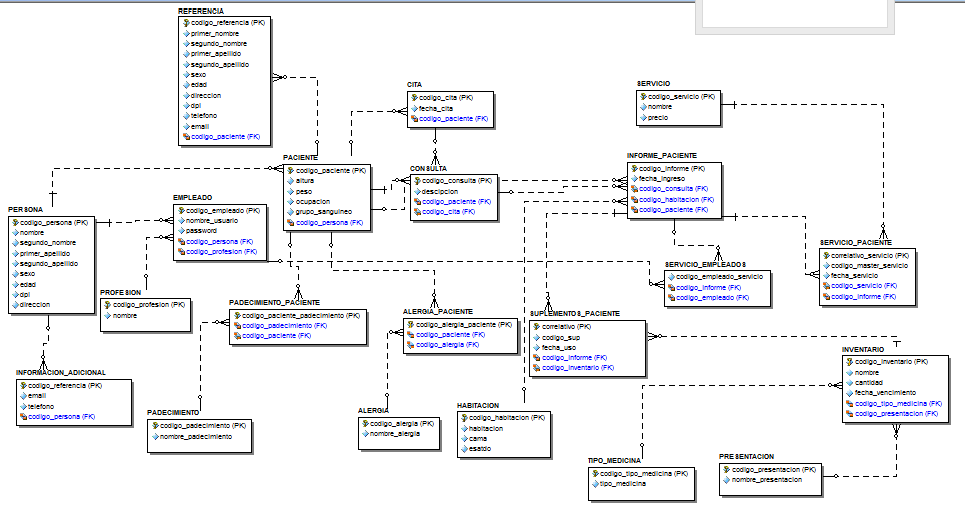 REFERENCIA
codigo_referencia (PK)
primer_nombre
segundo_nombre
primer_apellido
segundo_apellido
sexo
edad
direccion
dpi
telefono
email
codigo_paciente (FK)
CITA
codigo_cita (PK)
fecha_cita
codigo_paciente (FK)
SERVICIO
codigo_servicio (PK)
nombre
precio
PACIENTE
codigo_paciente (PK)
altura
peso
ocupacion
grupo_sanguineo
codigo_persona (FK)
CONSULTA
codigo_consulta (PK)
descipcion
codigo_paciente (FK)
codigo_cita (FK)
INFORME_PACIENTE
codigo_informe (PK)
fecha_ingreso
codigo_consulta (FK)
codigo_habitacion (FK)
codigo_paciente (FK)
PERSONA
codigo_persona (PK)
nombre
segundo_nombre
primer_apellido
segundo_apellido
sexo
edad
dpi
direccion
EMPLEADO
codigo_empleado (PK)
nombre_usuario
password
codigo_persona (FK)
codigo_profesion (FK)
SERVICIO_PACIENTE
correlativo_servicio (PK)
codigo_master_servicio
fecha_servicio
codigo_servicio (FK)
codigo_informe (FK)
SERVICIO_EMPLEADOS
codigo_empleado_servicio
codigo_informe (FK)
codigo_empleado (FK)
PROFESION
codigo_profesion (PK)
nombre
PADECIMIENTO_PACIENTE
codigo_paciente_padecimiento (PK)
codigo_padecimiento (FK)
codigo_paciente (FK)
ALERGIA_PACIENTE
codigo_alergia_paciente (PK)
codigo_paciente (FK)
codigo_alergia (FK)
SUPLEMENTOS_PACIENTE
correlativo (PK)
codigo_sup
fecha_uso
codigo_informe (FK)
codigo_inventario (FK)
INVENTARIO
codigo_inventario (PK)
nombre
cantidad
fecha_vencimiento
codigo_tipo_medicina (FK)
codigo_presentacion (FK)
INFORMACION_ADICIONAL
codigo_referencia (PK)
email
telefono
codigo_persona (FK)
PADECIMIENTO
codigo_padecimiento (PK)
nombre_padecimiento
ALERGIA
codigo_alergia (PK)
nombre_alergia
HABITACION
codigo_habitacion (PK)
habitacion
cama
esatdo
TIPO_MEDICINA
codigo_tipo_medicina (PK)
tipo_medicina
PRESENTACION
codigo_presentacion (PK)
nombre_presentacion